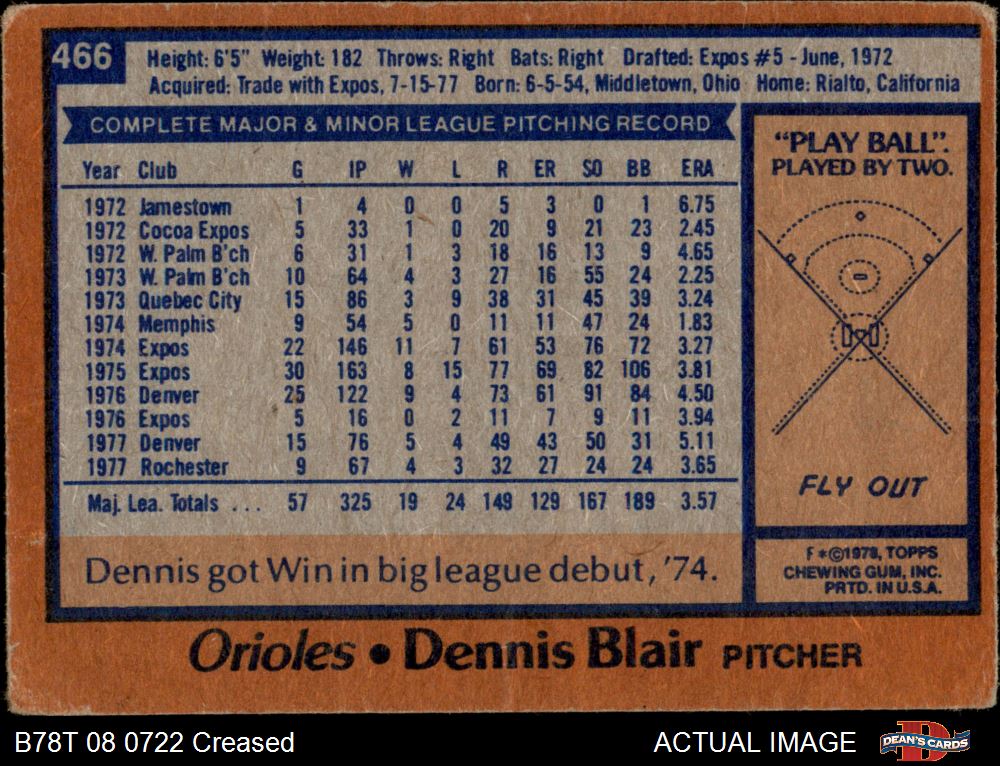 466
Height: 6'5" Weight: 182 Throws: Right Bats: Right Drafted: Expos #5 - June, 1972
Acquired: Trade with Expos, 7-15-77 Born: 6-5-54, Middletown, Ohio Home: Rialto, California
COMPLETE MAJOR & MINOR LEAGUE PITCHING RECORD
Year Club G IP W L R ER SO BB ERA
1972 Jamestown 1 4 0 0 5 3 0 1 6.75
1972 Cocoa Expos 5 33 1 0 20 9 21 23 2.45
1972 W. Palm B'ch 6 31 1 3 18 16 13 9 4.65
1973 W. Palm B'ch 10 64 4 3 27 16 55 24 2.25
1973 Quebec City 15 86 3 9 38 31 45 39 3.24
1974 Memphis 9 54 5 0 11 11 47 24 1.83
1974 Expos 22 146 11 7 61 53 76 72 3.27
1975 Expos 30 163 8 15 77 69 82 106 3.81
1976 Denver 25 122 9 4 73 61 91 84 4.50
1976 Expos 5 16 0 2 11 7 9 11 3.94
1977 Denver 15 76 5 4 49 43 50 31 5.11
1977 Rochester 9 67 4 3 32 27 24 24 3.65
Maj. Lea. Totals ... 57 325 19 24 149 129 167 189 3.57
Dennis got Win in big league debut, '74.
"PLAY BALL".
PLAYED BY TWO.
FLY OUT
F *©1978, TOPPS
CHEWING GUM, INC.
PRTD. IN U.S.A.
Orioles • Dennis Blair PITCHER
B78T 08 0722 Creased
ACTUAL IMAGE
D
DEAN'S CARDS